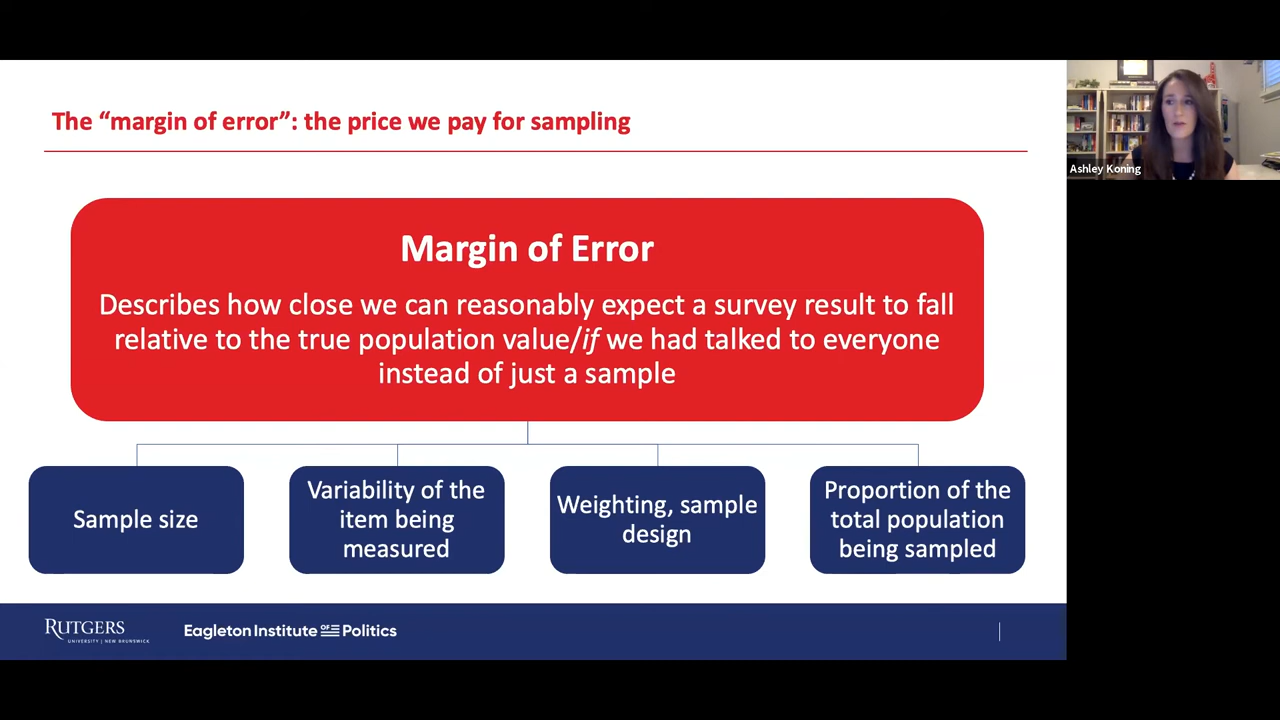 The “margin of error”: the price we pay for sampling
Ashley Koning
Margin of Error
Describes how close we can reasonably expect a survey result to fall
relative to the true population value/if we had talked to everyone
instead of just a sample
Sample size
Variability of the
item being
measured
Weighting, sample
design
Proportion of the
total population
being sampled
RUTGERS
UNIVERSITY | NEW BRUNSWICK
Eagleton Institute OF Politics